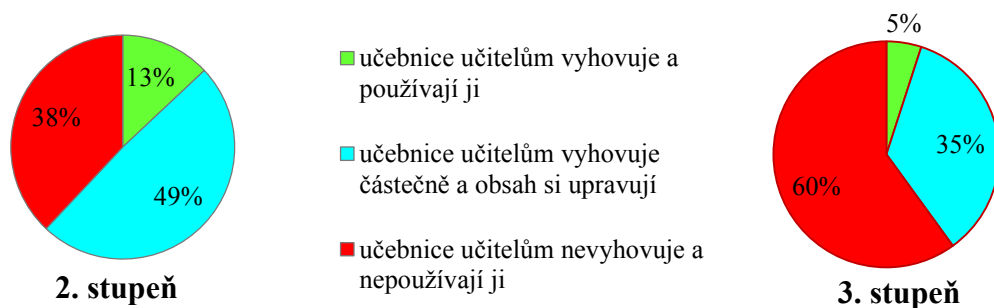 13%
38%
49%
2. stupeň
učebnice učitelům vyhovuje a
používají ji
učebnice učitelům vyhovuje
částečně a obsah si upravují
učebnice učitelům nevyhovuje a
nepoužívají ji
5%
35%
60%
3. stupeň